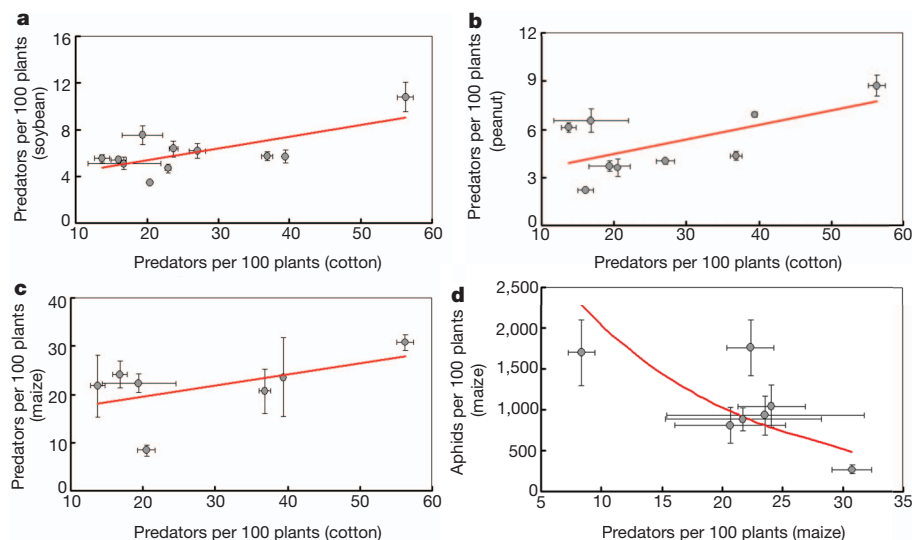 a
Predators per 100 plants
(soybean)
16
12
8
4
0
10 20 30 40 50 60
Predators per 100 plants (cotton)
b
Predators per 100 plants
(peanut)
12
9
6
3
0
10 20 30 40 50 60
Predators per 100 plants (cotton)
c
Predators per 100 plants
(maize)
40
30
20
10
0
10 20 30 40 50 60
Predators per 100 plants (cotton)
d
Aphids per 100 plants
(maize)
2,500
2,000
1,500
1,000
500
0
5 10 15 20 25 30 35
Predators per 100 plants (maize)